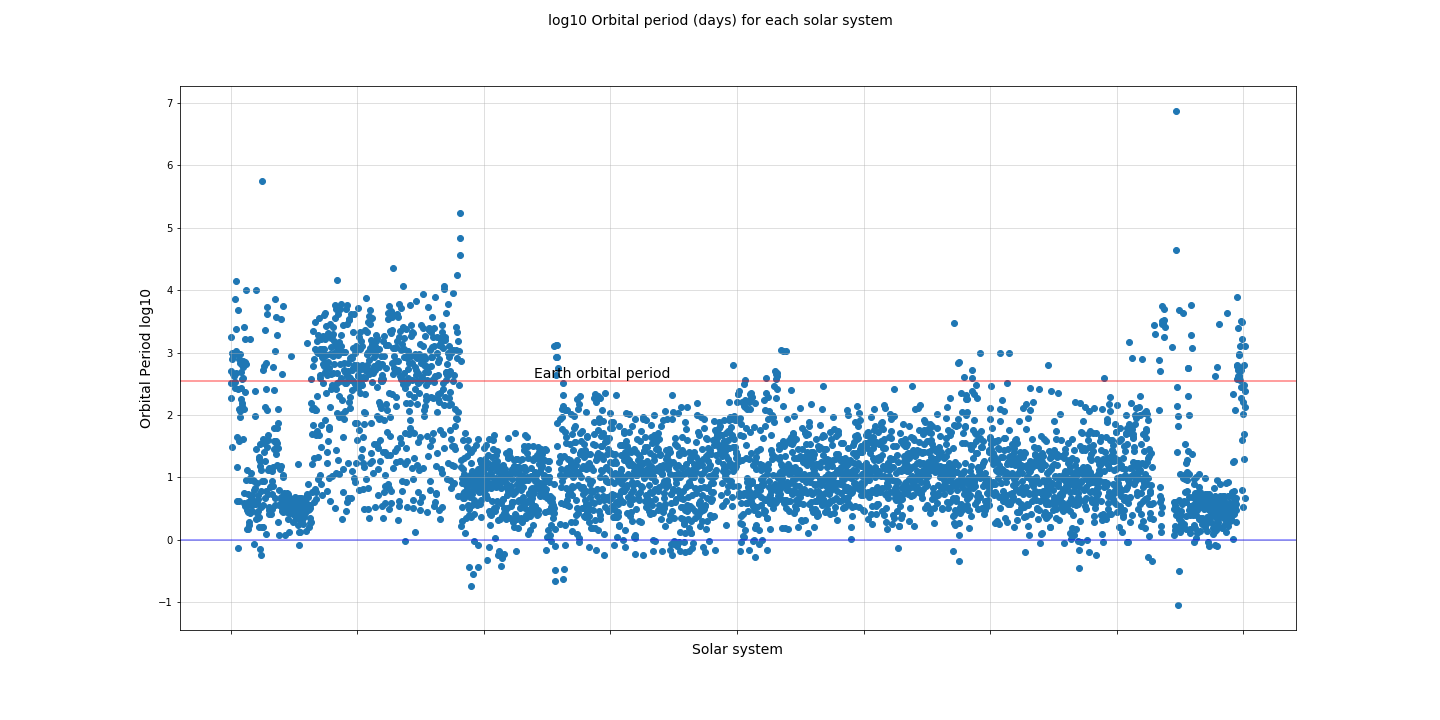 log10 Orbital period (days) for each solar system
7
6
5
4
3
2
1
0
−1
Orbital Period log10
Earth orbital period
Solar system